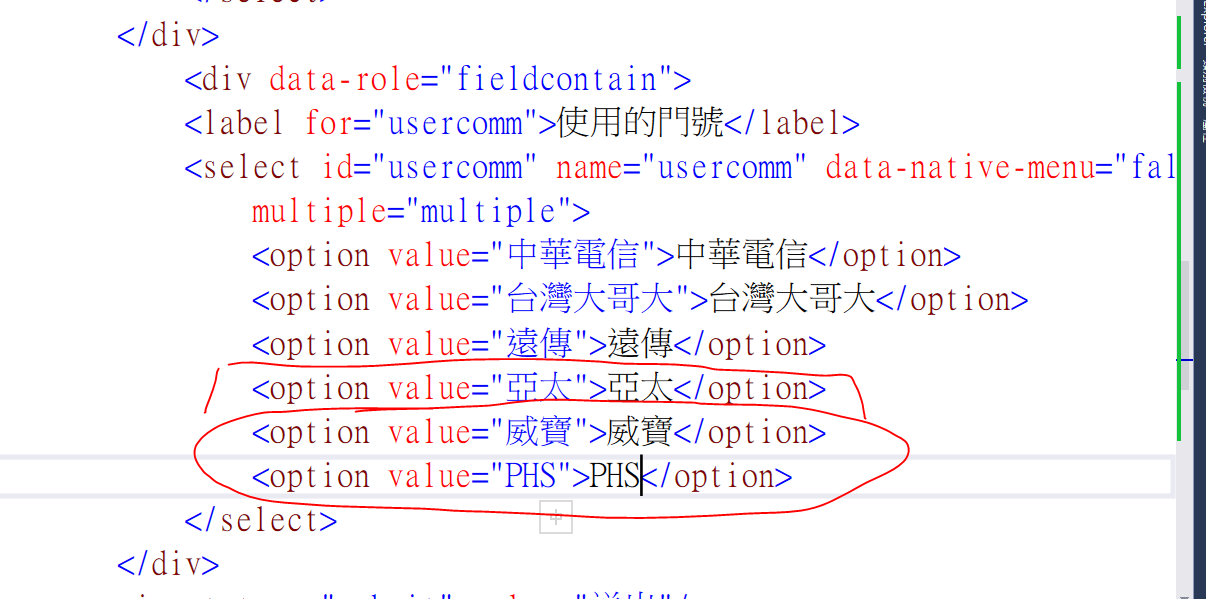 </div>
<div data-role="fieldcontain">
<label for="usercomm">使用的門號</label>
<select id="usercomm" name="usercomm" data-native-menu="fal
multiple="multiple">
<option value="中華電信">中華電信</option>
<option value="台灣大哥大">台灣大哥大</option>
<option value="遠傳">遠傳</option>
<option value="亞太">亞太</option>
<option value="威寶">威寶</option>
<option value="PHS">PHS</option>
</select>
</div>